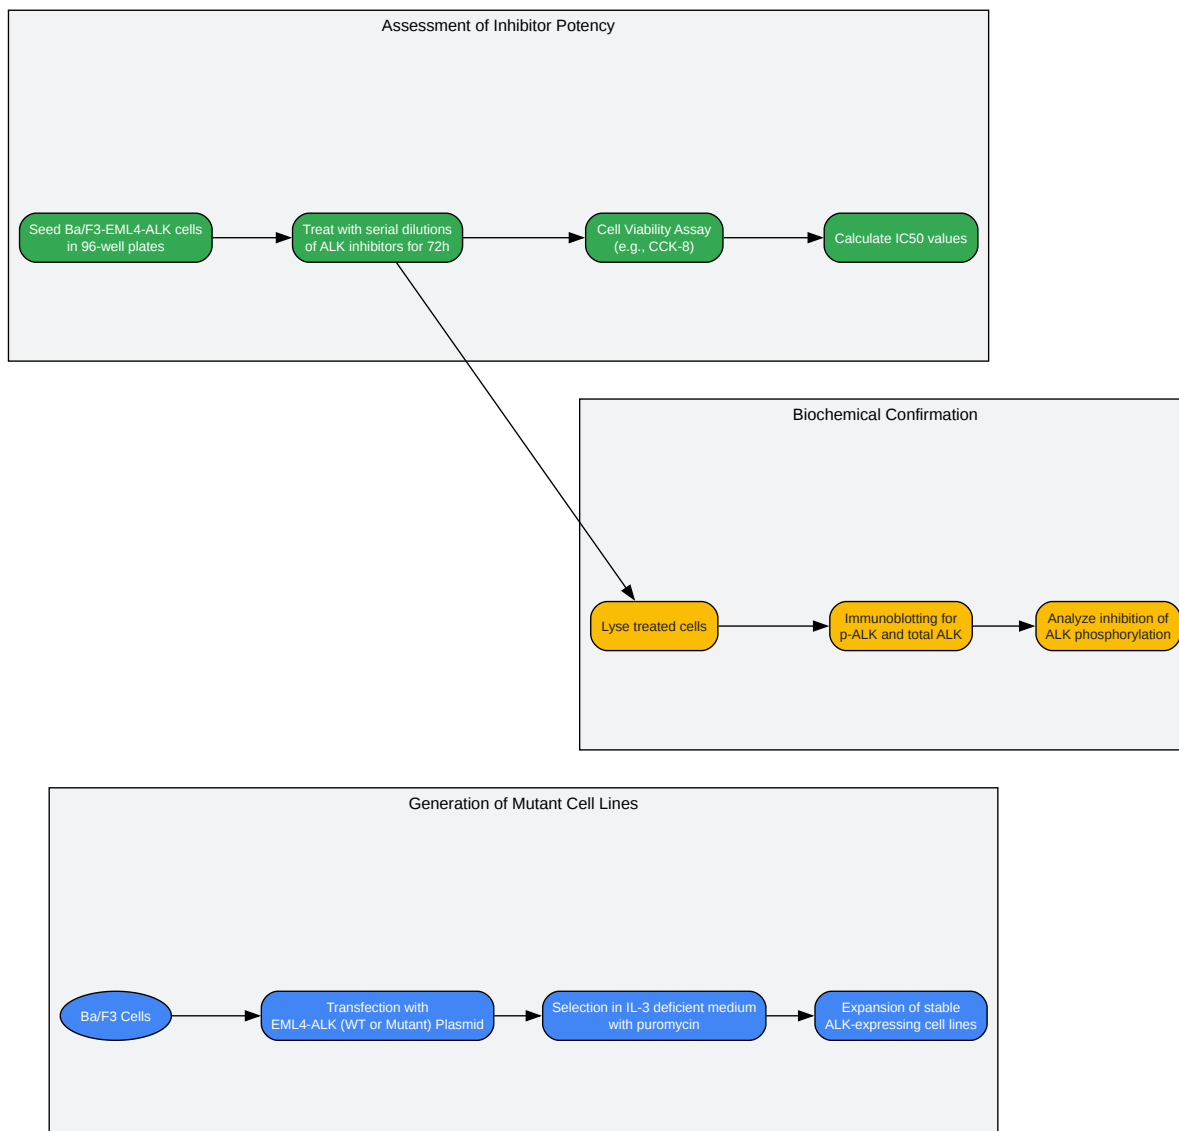 Assessment of Inhibitor Potency
Seed Ba/F3-EML4-ALK cells
in 96-well plates
Treat with serial dilutions
of ALK inhibitors for 72h
Cell Viability Assay
(e.g., CCK-8)
Calculate IC50 values
Biochemical Confirmation
Lyse treated cells
Immunoblotting for
p-ALK and total ALK
Analyze inhibition of
ALK phosphorylation
Generation of Mutant Cell Lines
Ba/F3 Cells
Transfection with
EML4-ALK (WT or Mutant) Plasmid
Selection in IL-3 deficient medium
with puromycin
Expansion of stable
ALK-expressing cell lines